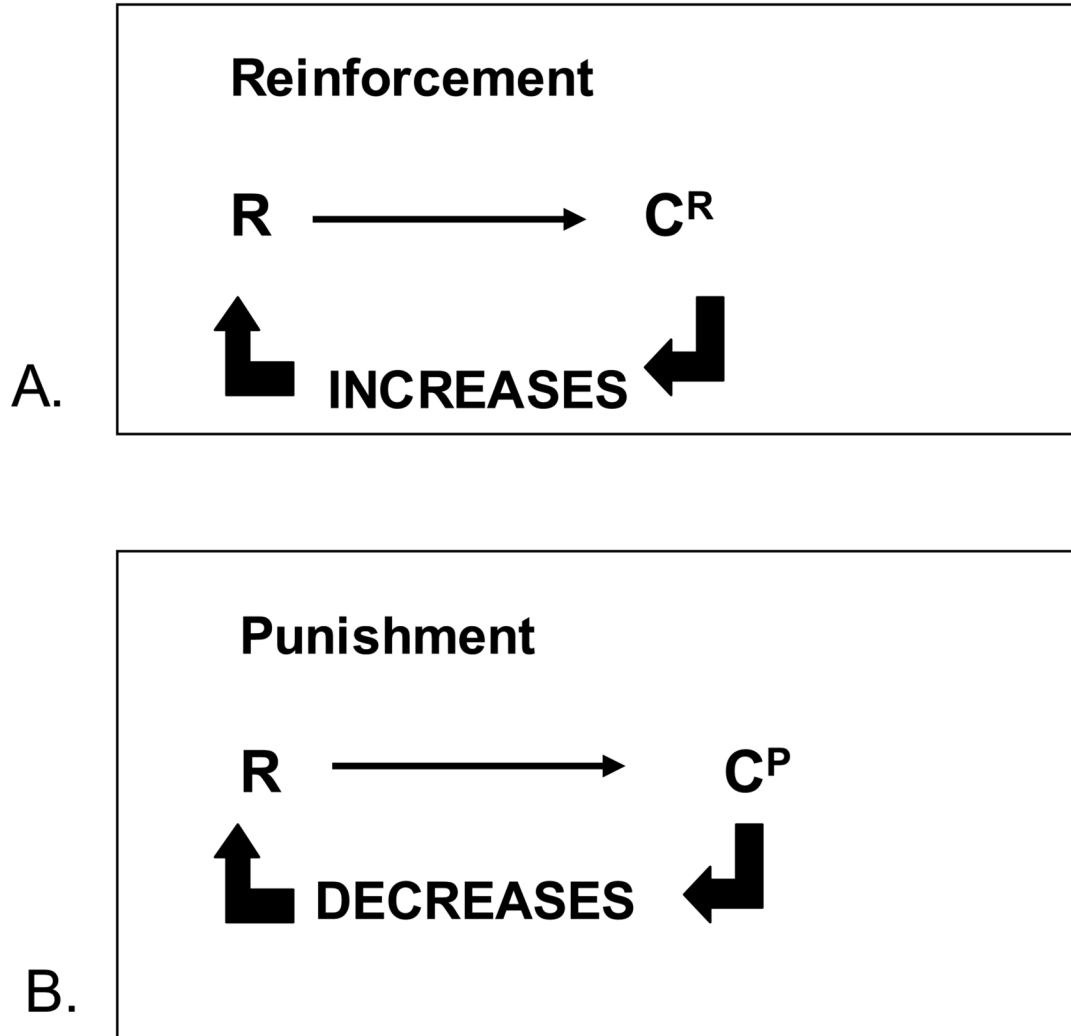 Reinforcement
R C^R
A. INCREASES
Punishment
R C^P
DECREASES
B.